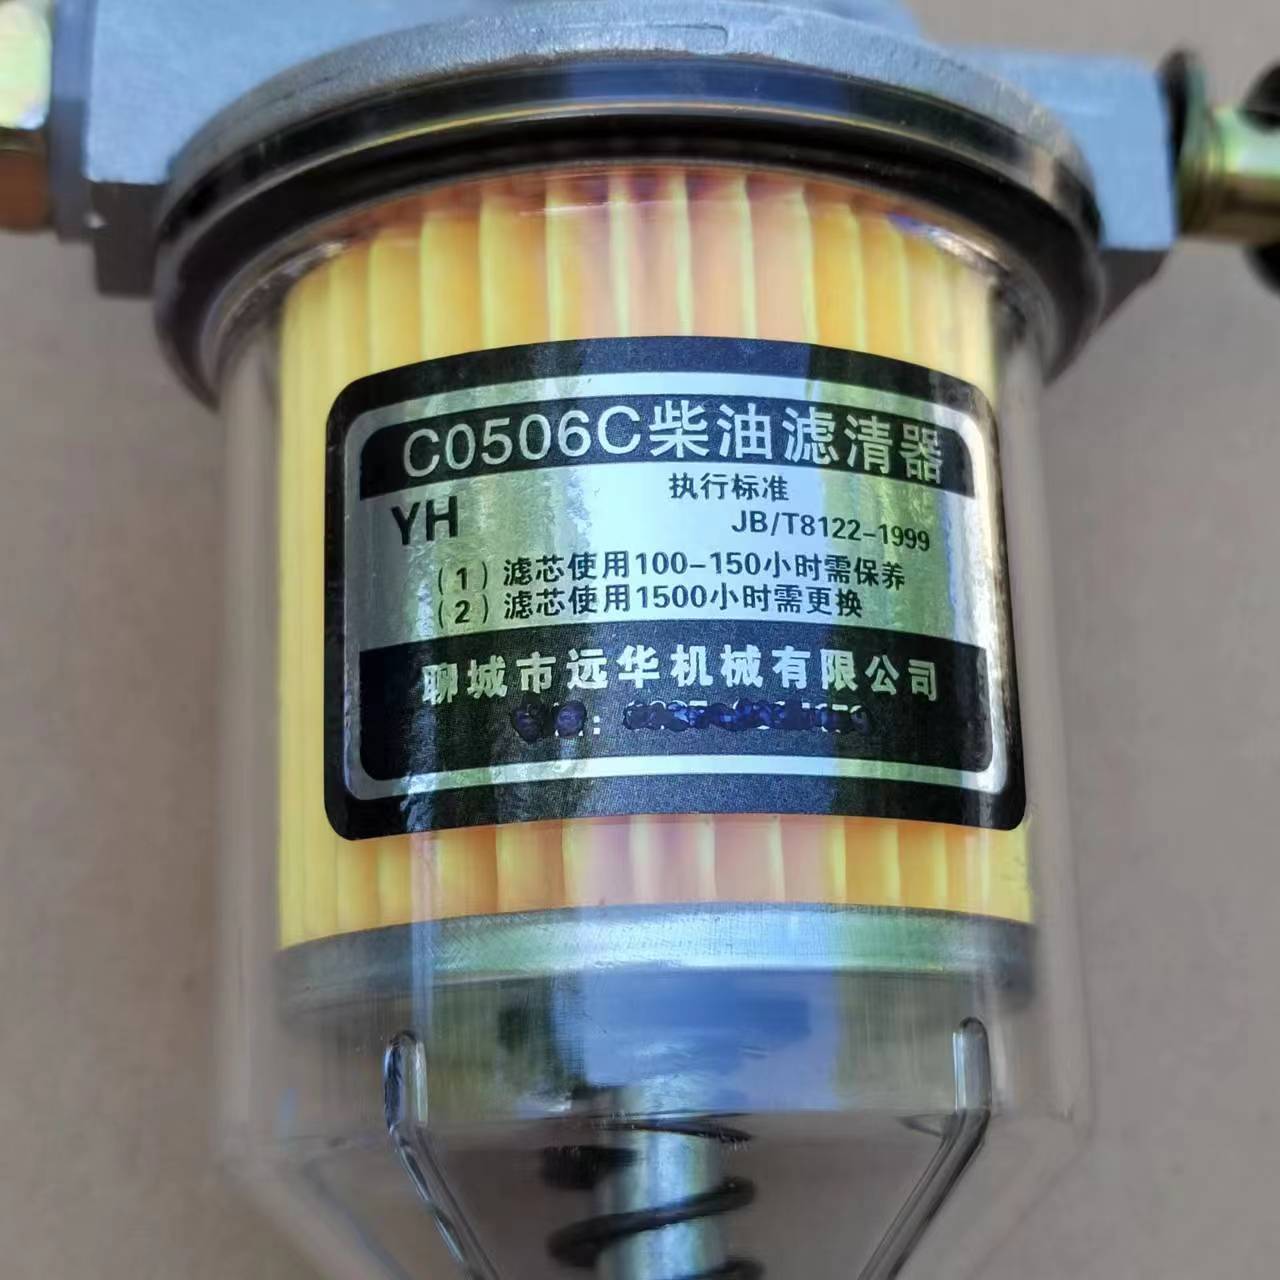 C0506C柴油滤清器
执行标准
YH
JB/T8122-1999
(1) 滤芯使用100-150小时需保养
(2) 滤芯使用1500小时需更换
聊城市远华机械有限公司